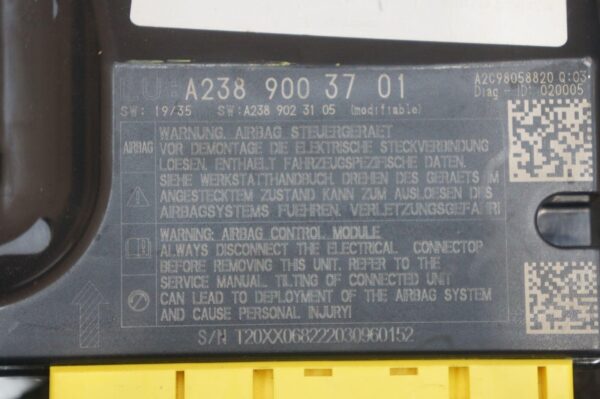 A238 900 37 01
A2C98058820 Q:03
Diag - ID: 020005
SW: 19/35 SW:A238 902 31 05 (modifiable)
WARNUNG. AIRBAG STEUERGERAET
AIRBAG VOR DEMONTAGE DIE ELEKTRISCHE STECKVERBINDUNG
LOESEN. ENTHAELT FAHRZEUGSPEZIFISCHE DATEN.
SIEHE WERKSTATTHANDBUCH. DREHEN DES GERAETS IM
ANGESTECKTEM ZUSTAND KANN ZUM AUSLOESEN DES
AIRBAGSYSTEMS FUEHREN. VERLETZUNGSGEFAHR!
WARNING: AIRBAG CONTROL MODULE
ALWAYS DISCONNECT THE ELECTRICAL CONNECTOR
BEFORE REMOVING THIS UNIT. REFER TO THE
SERVICE MANUAL. TILTING OF CONNECTED UNIT
CAN LEAD TO DEPLOYMENT OF THE AIRBAG SYSTEM
AND CAUSE PERSONAL INJURY!
S/N T20XX068222030960152